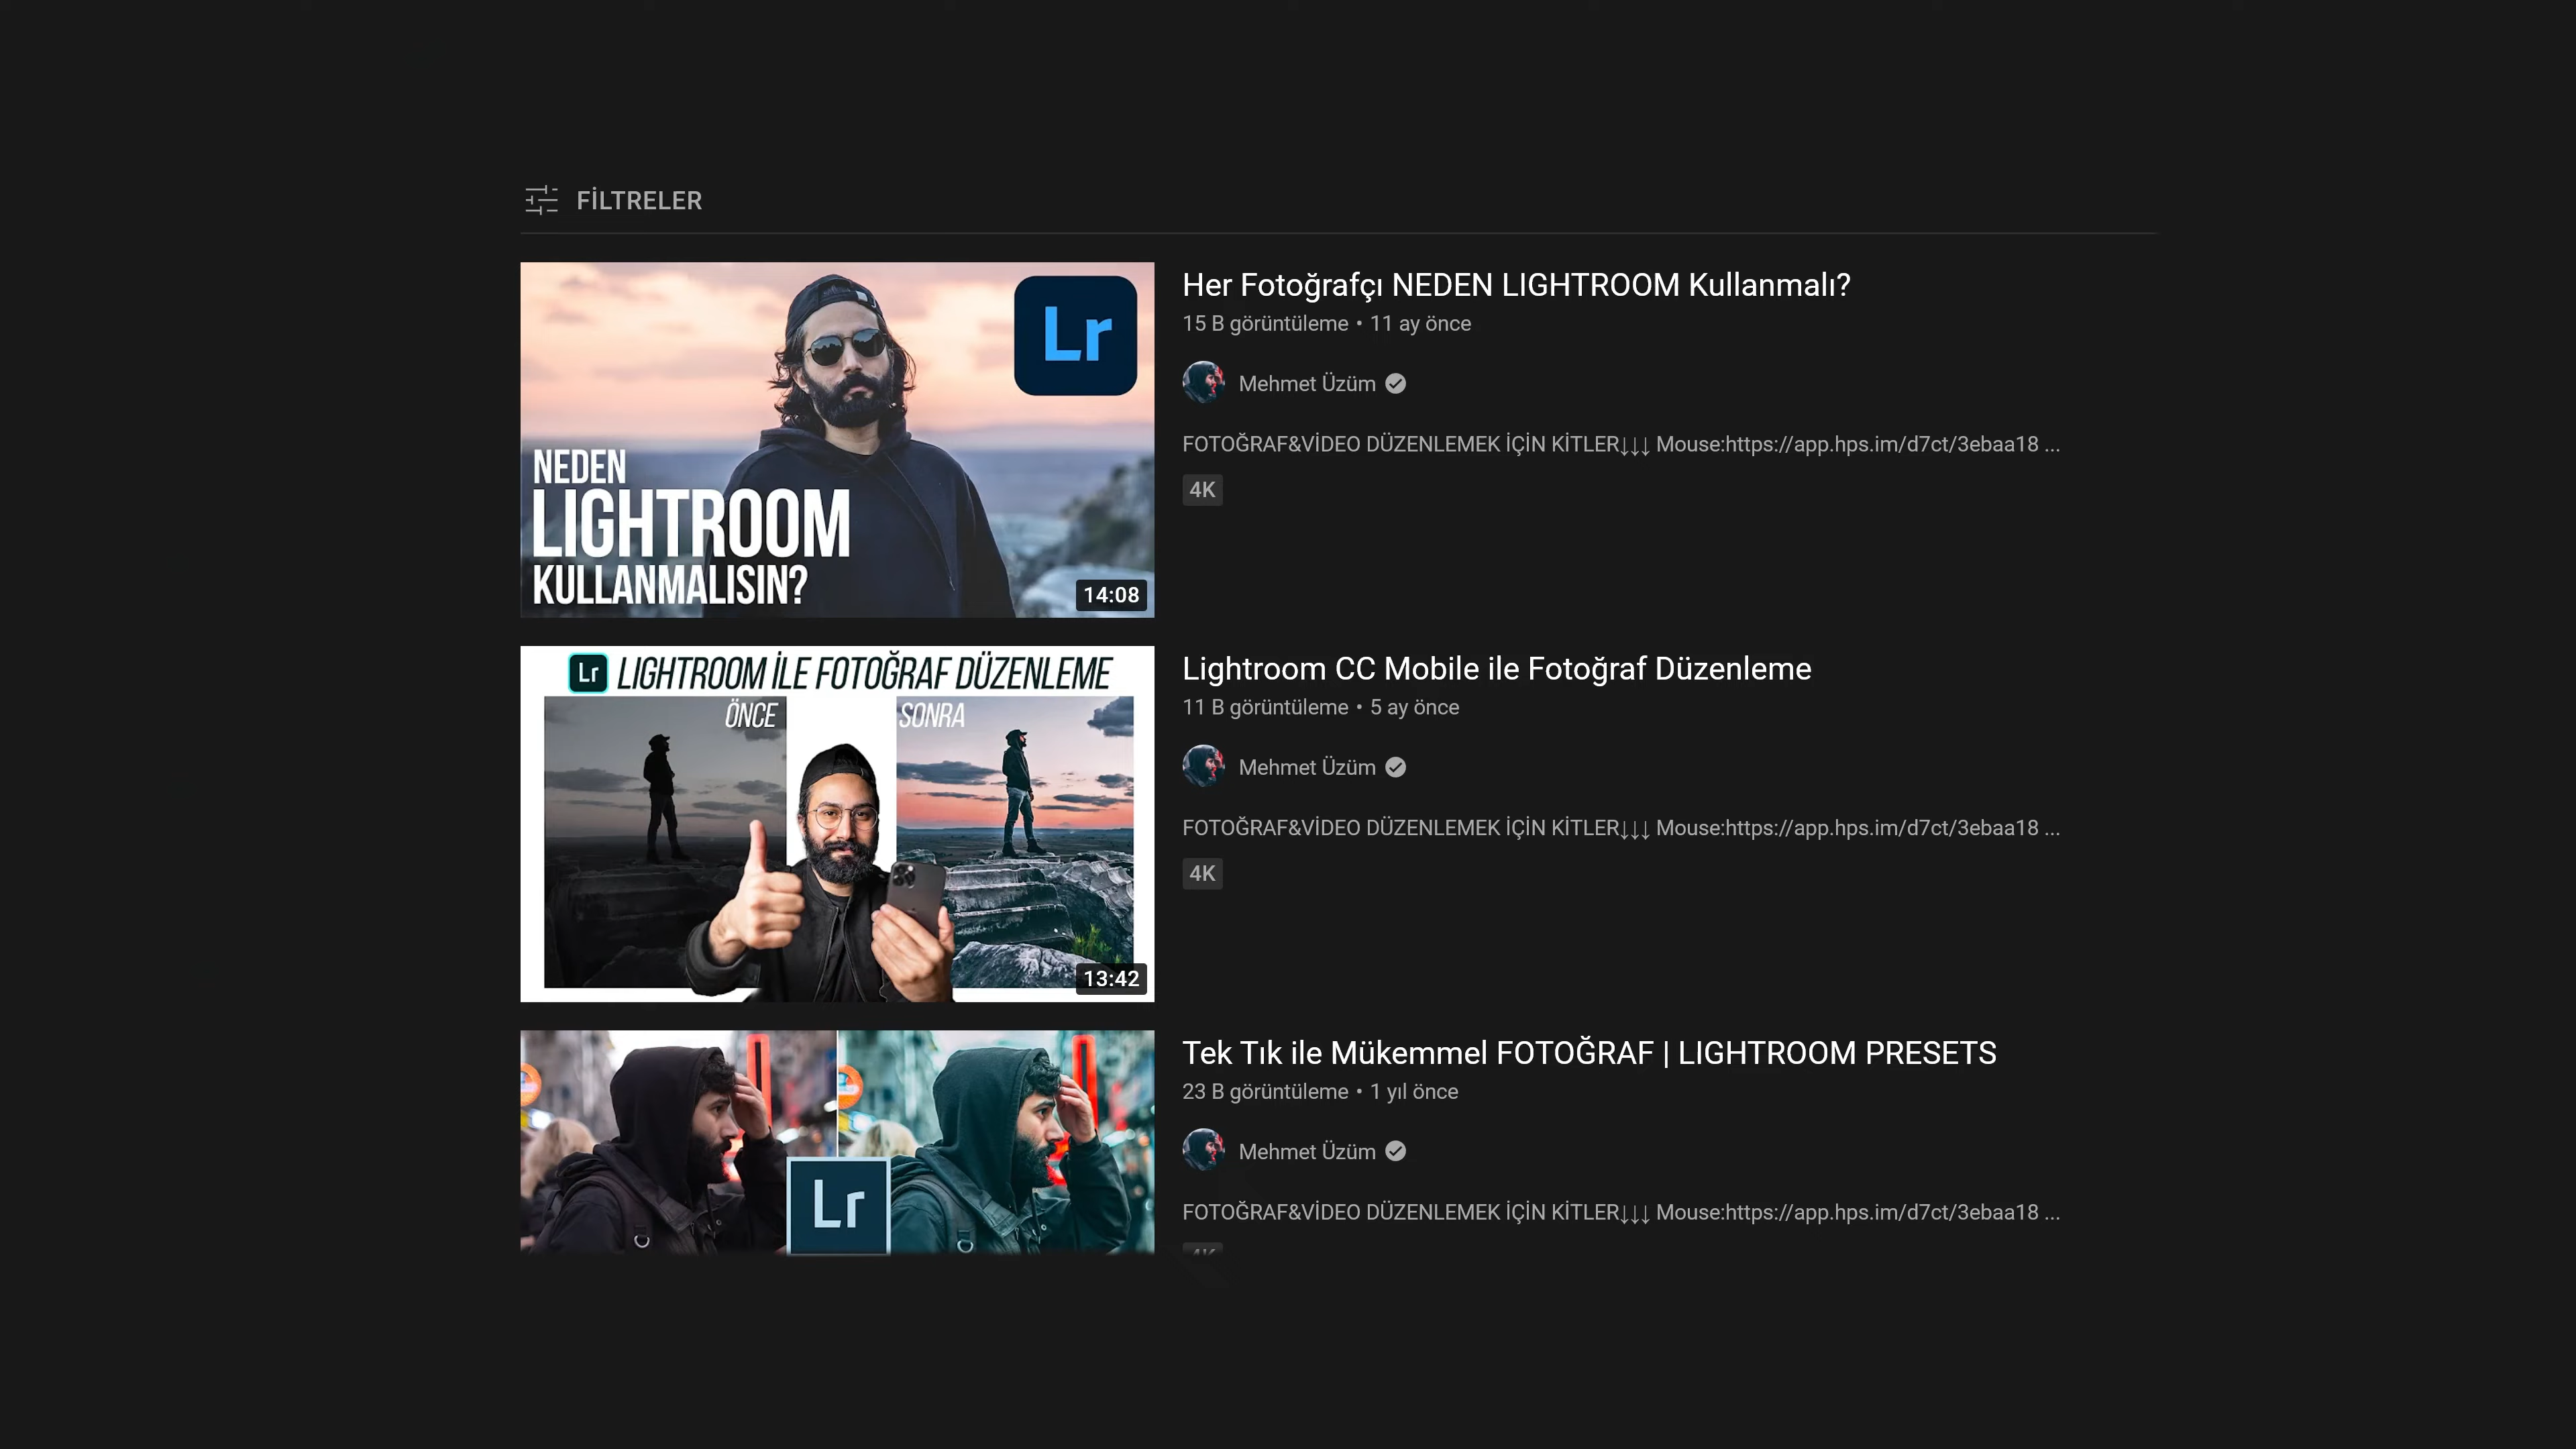 FİLTRELER
NEDEN
LIGHTROOM
KULLANMALISIN?
Lr
14:08
Her Fotoğrafçı NEDEN LIGHTROOM Kullanmalı?
15 B görüntüleme • 11 ay önce
Mehmet Üzüm
FOTOĞRAF&VİDEO DÜZENLEMEK İÇİN KİTLER↓↓↓ Mouse:https://app.hps.im/d7ct/3ebaa18 ...
4K
Lr LIGHTROOM İLE FOTOĞRAF DÜZENLEME
ÖNCE SONRA
13:42
Lightroom CC Mobile ile Fotoğraf Düzenleme
11 B görüntüleme • 5 ay önce
Mehmet Üzüm
FOTOĞRAF&VİDEO DÜZENLEMEK İÇİN KİTLER↓↓↓ Mouse:https://app.hps.im/d7ct/3ebaa18 ...
4K
Lr
Tek Tık ile Mükemmel FOTOĞRAF | LIGHTROOM PRESETS
23 B görüntüleme • 1 yıl önce
Mehmet Üzüm
FOTOĞRAF&VİDEO DÜZENLEMEK İÇİN KİTLER↓↓↓ Mouse:https://app.hps.im/d7ct/3ebaa18 ...
4K